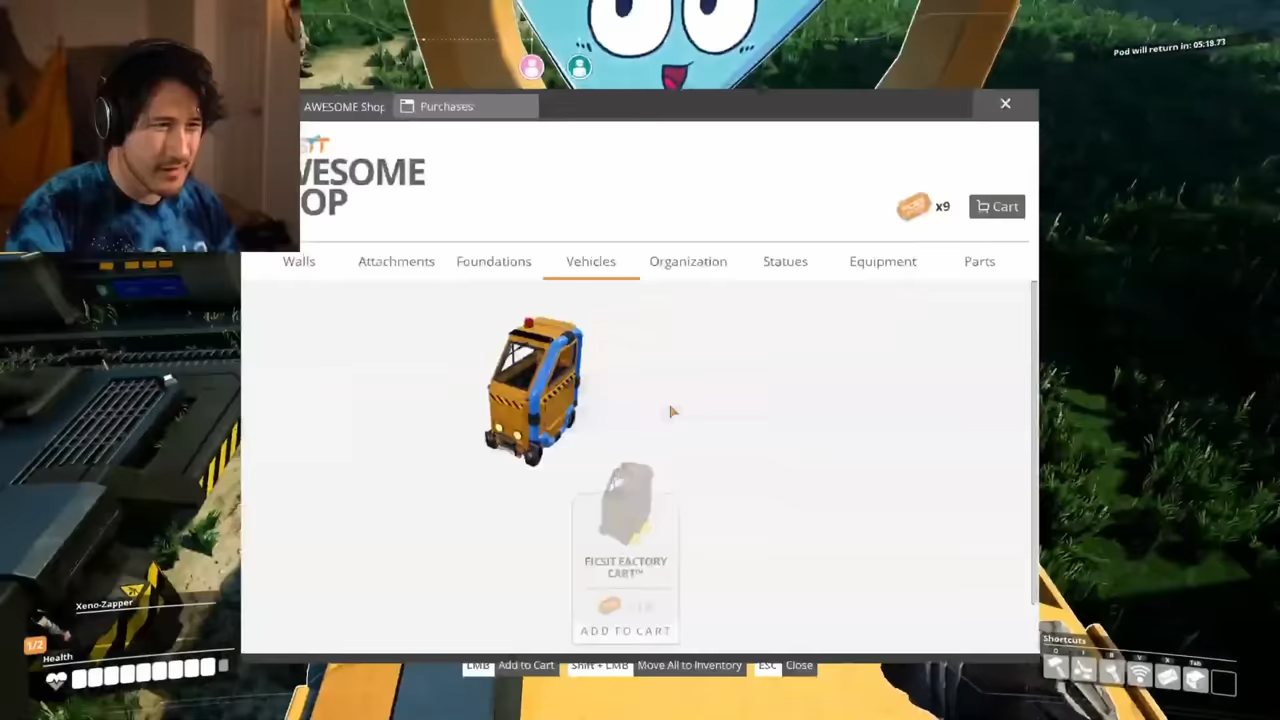 Pod will return in: 05:18.73
AWESOME Shop
Purchases
WESOME
OP
x9
Cart
Walls
Attachments
Foundations
Vehicles
Organization
Statues
Equipment
Parts
FICSIT FACTORY
CART™
ADD TO CART
Xeno-Zapper
1/2
Health
LMB
Add to Cart
Shift + LMB
Move All to Inventory
ESC
Close
Shortcuts
Tab